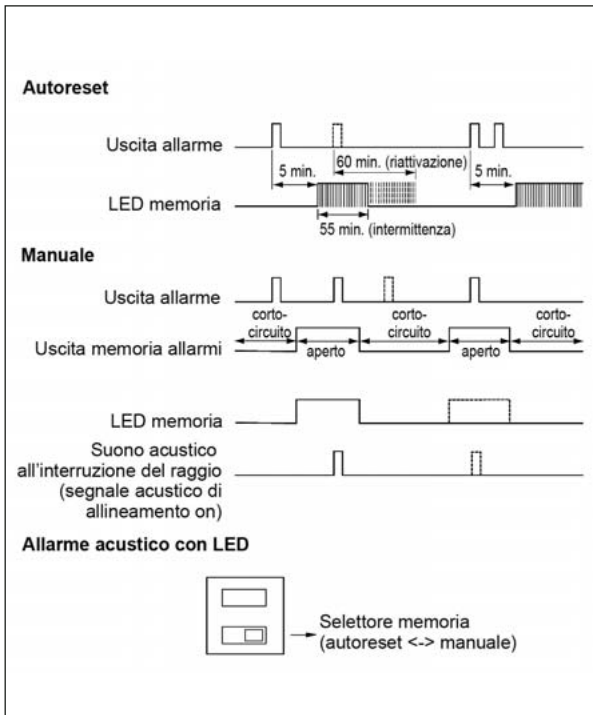 Autoreset
Uscita allarme
60 min. (riattivazione)
5 min.
5 min.
LED memoria
55 min. (intermittenza)
Manuale
Uscita allarme
corto-
circuito
corto-
circuito
corto-
circuito
Uscita memoria allarmi
aperto
aperto
LED memoria
Suono acustico
all'interruzione del raggio
(segnale acustico di
allineamento on)
Allarme acustico con LED
Selettore memoria
(autoreset <-> manuale)